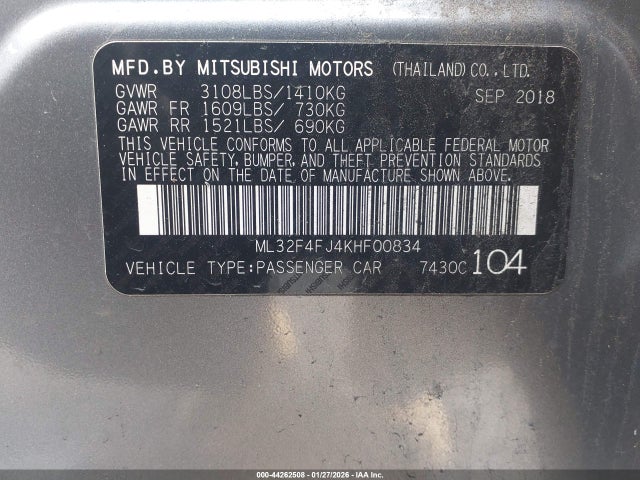 MFD.BY MITSUBISHI MOTORS (THAILAND)CO.,LTD.
GVWR 3108LBS/1410KG SEP 2018
GAWR FR 1609LBS/ 730KG
GAWR RR 1521LBS/ 690KG
THIS VEHICLE CONFORMS TO ALL APPLICABLE FEDERAL MOTOR
VEHICLE SAFETY, BUMPER, AND THEFT PREVENTION STANDARDS
IN EFFECT ON THE DATE OF MANUFACTURE SHOWN ABOVE.
ML32F4FJ4KHF00834
VEHICLE TYPE:PASSENGER CAR 7430C 104
000-44262508 - 01/27/2026 - IAA Inc.